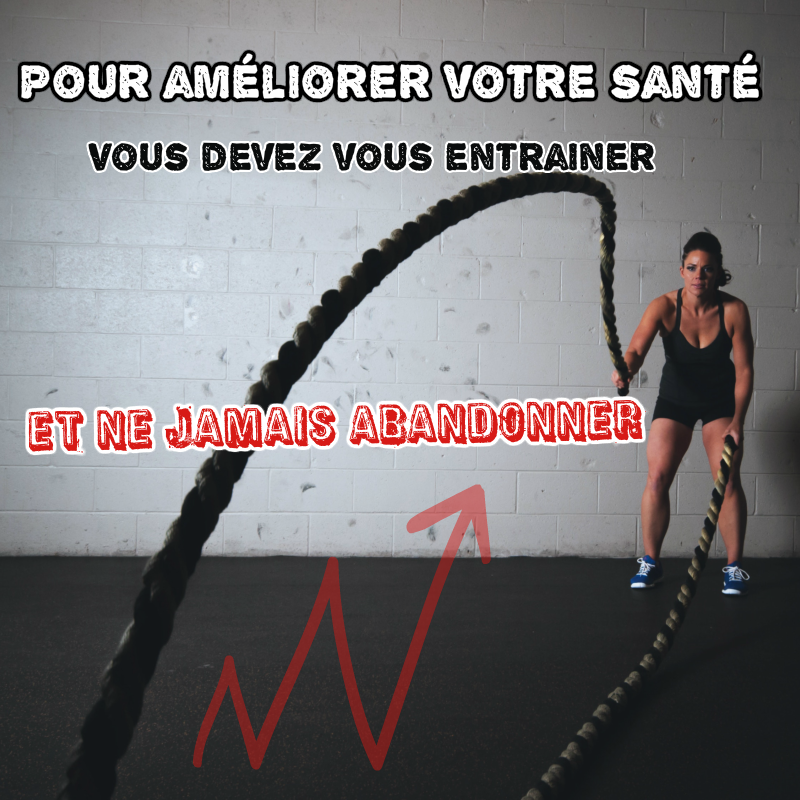 POUR AMÉLIORER VOTRE SANTÉ
VOUS DEVEZ VOUS ENTRAINER
ET NE JAMAIS ABANDONNER